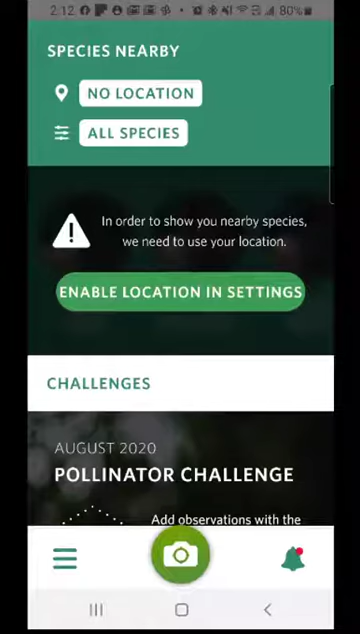 2:12
80%
SPECIES NEARBY
NO LOCATION
ALL SPECIES
In order to show you nearby species,
we need to use your location.
ENABLE LOCATION IN SETTINGS
CHALLENGES
AUGUST 2020
POLLINATOR CHALLENGE
Add observations with the